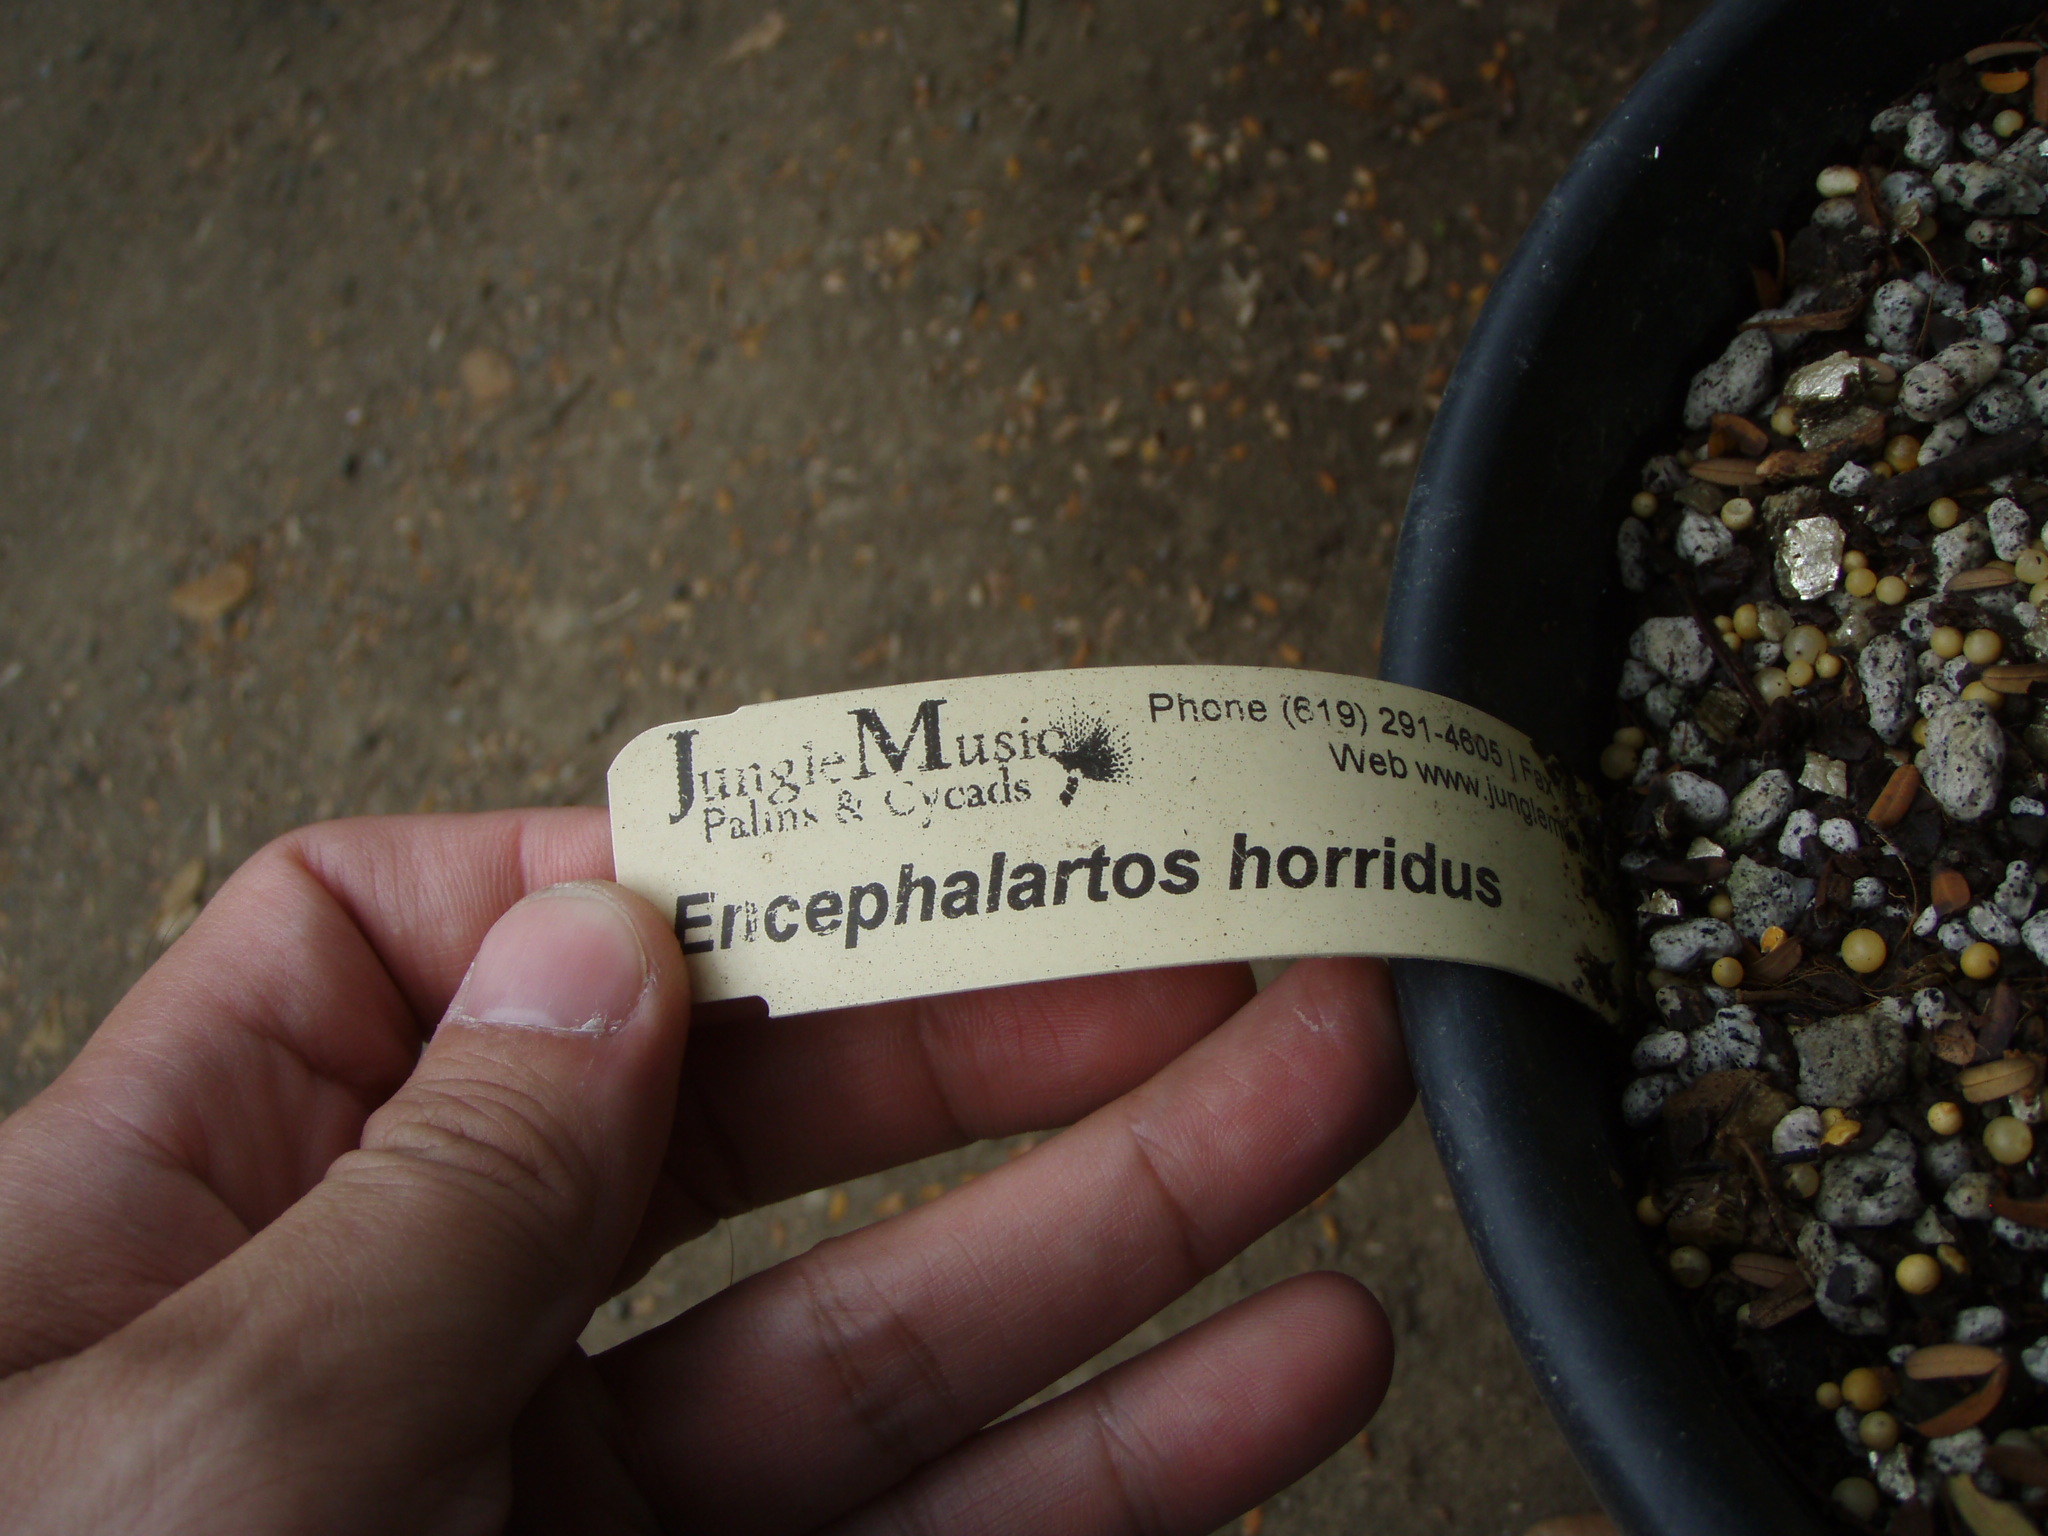 JungleMusic
Palms & Cycads
Phone (619) 291-4605 | Fax
Web www.junglem
Encephalartos horridus